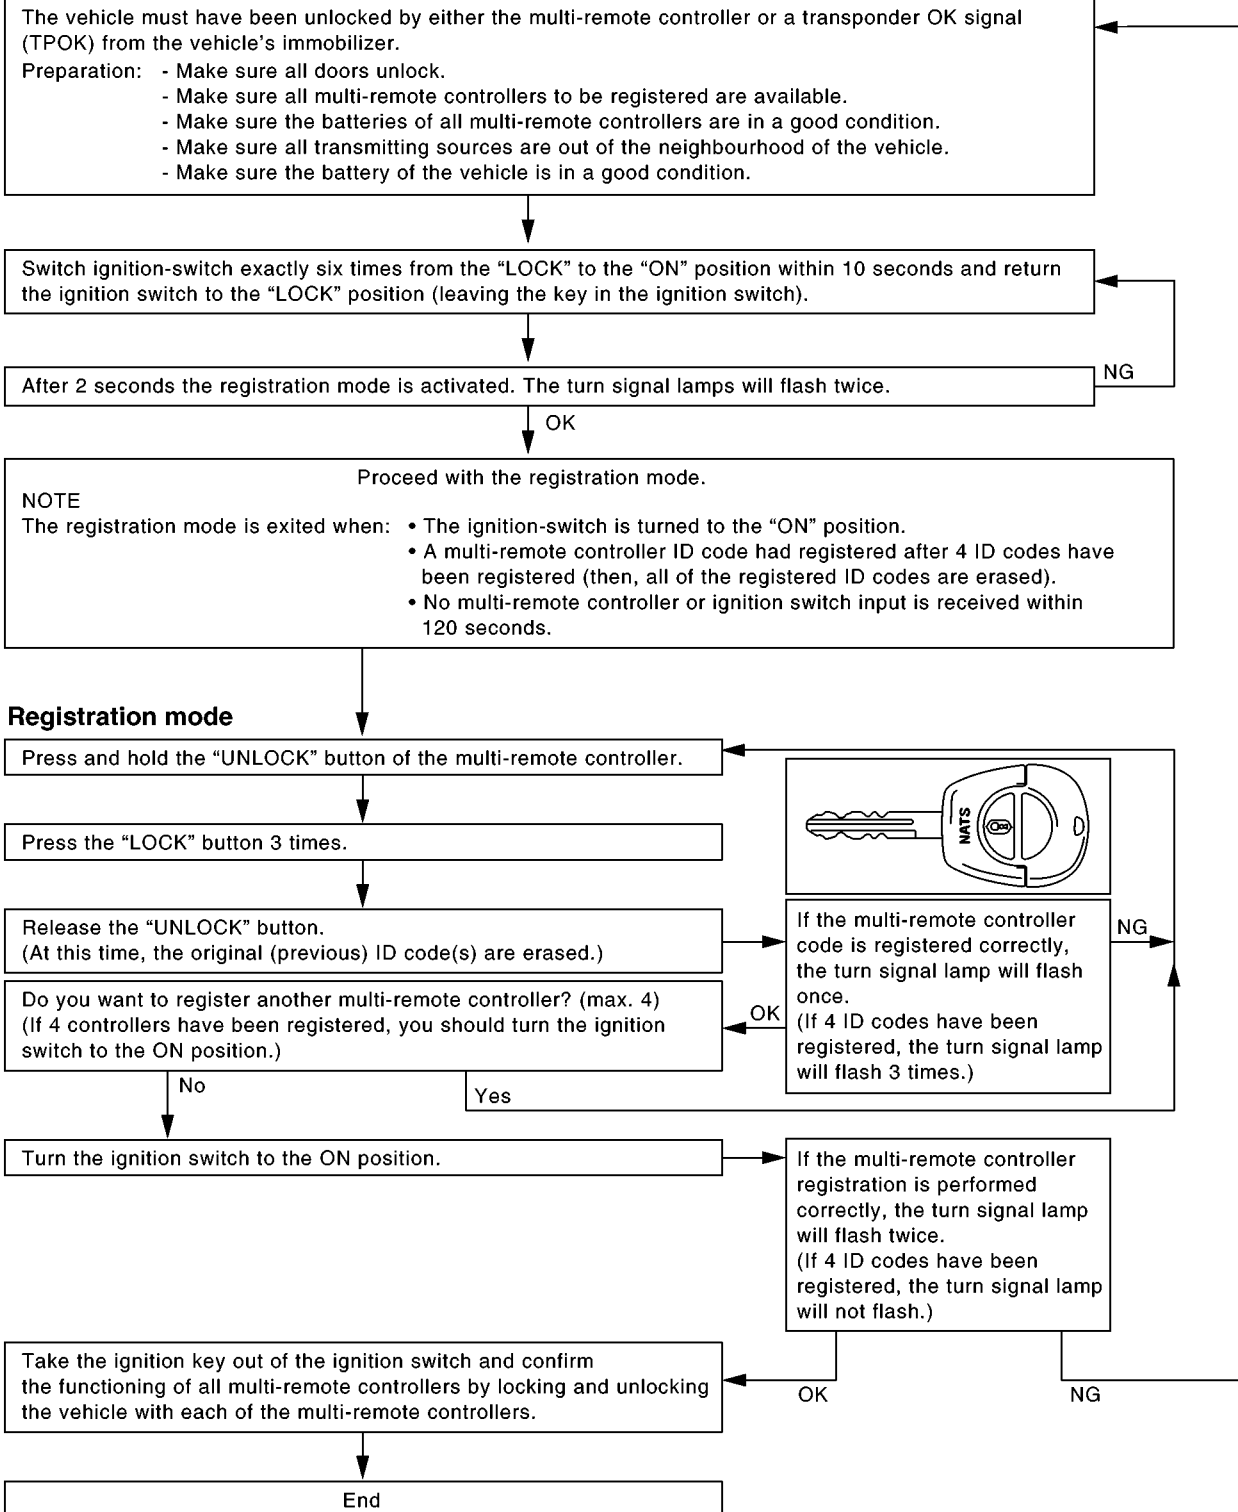 The vehicle must have been unlocked by either the multi-remote controller or a transponder OK signal
(TPOK) from the vehicle's immobilizer.
Preparation: - Make sure all doors unlock.
- Make sure all multi-remote controllers to be registered are available.
- Make sure the batteries of all multi-remote controllers are in a good condition.
- Make sure all transmitting sources are out of the neighbourhood of the vehicle.
- Make sure the battery of the vehicle is in a good condition.
Switch ignition-switch exactly six times from the “LOCK” to the “ON” position within 10 seconds and return
the ignition switch to the “LOCK” position (leaving the key in the ignition switch).
After 2 seconds the registration mode is activated. The turn signal lamps will flash twice.
NG
OK
Proceed with the registration mode.
NOTE
The registration mode is exited when: • The ignition-switch is turned to the “ON” position.
• A multi-remote controller ID code had registered after 4 ID codes have
been registered (then, all of the registered ID codes are erased).
• No multi-remote controller or ignition switch input is received within
120 seconds.
Registration mode
Press and hold the “UNLOCK” button of the multi-remote controller.
Press the “LOCK” button 3 times.
NATS
Release the “UNLOCK” button.
(At this time, the original (previous) ID code(s) are erased.)
If the multi-remote controller
code is registered correctly,
the turn signal lamp will flash
once.
(If 4 ID codes have been
registered, the turn signal lamp
will flash 3 times.)
NG
OK
Do you want to register another multi-remote controller? (max. 4)
(If 4 controllers have been registered, you should turn the ignition
switch to the ON position.)
No
Yes
Turn the ignition switch to the ON position.
If the multi-remote controller
registration is performed
correctly, the turn signal lamp
will flash twice.
(If 4 ID codes have been
registered, the turn signal lamp
will not flash.)
OK
NG
Take the ignition key out of the ignition switch and confirm
the functioning of all multi-remote controllers by locking and unlocking
the vehicle with each of the multi-remote controllers.
End